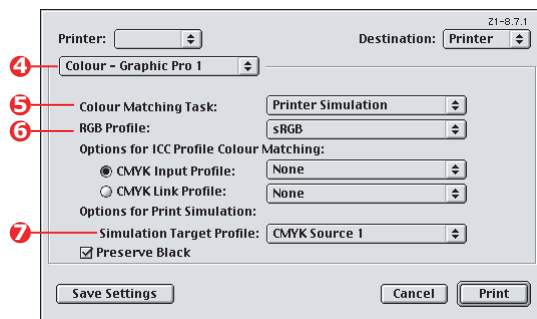 Z1-8.7.1
Printer: Destination: Printer
4 Colour - Graphic Pro 1
5 Colour Matching Task: Printer Simulation
6 RGB Profile: sRGB
Options for ICC Profile Colour Matching:
CMYK Input Profile: None
CMYK Link Profile: None
Options for Print Simulation:
7 Simulation Target Profile: CMYK Source 1
Preserve Black
Save Settings Cancel Print